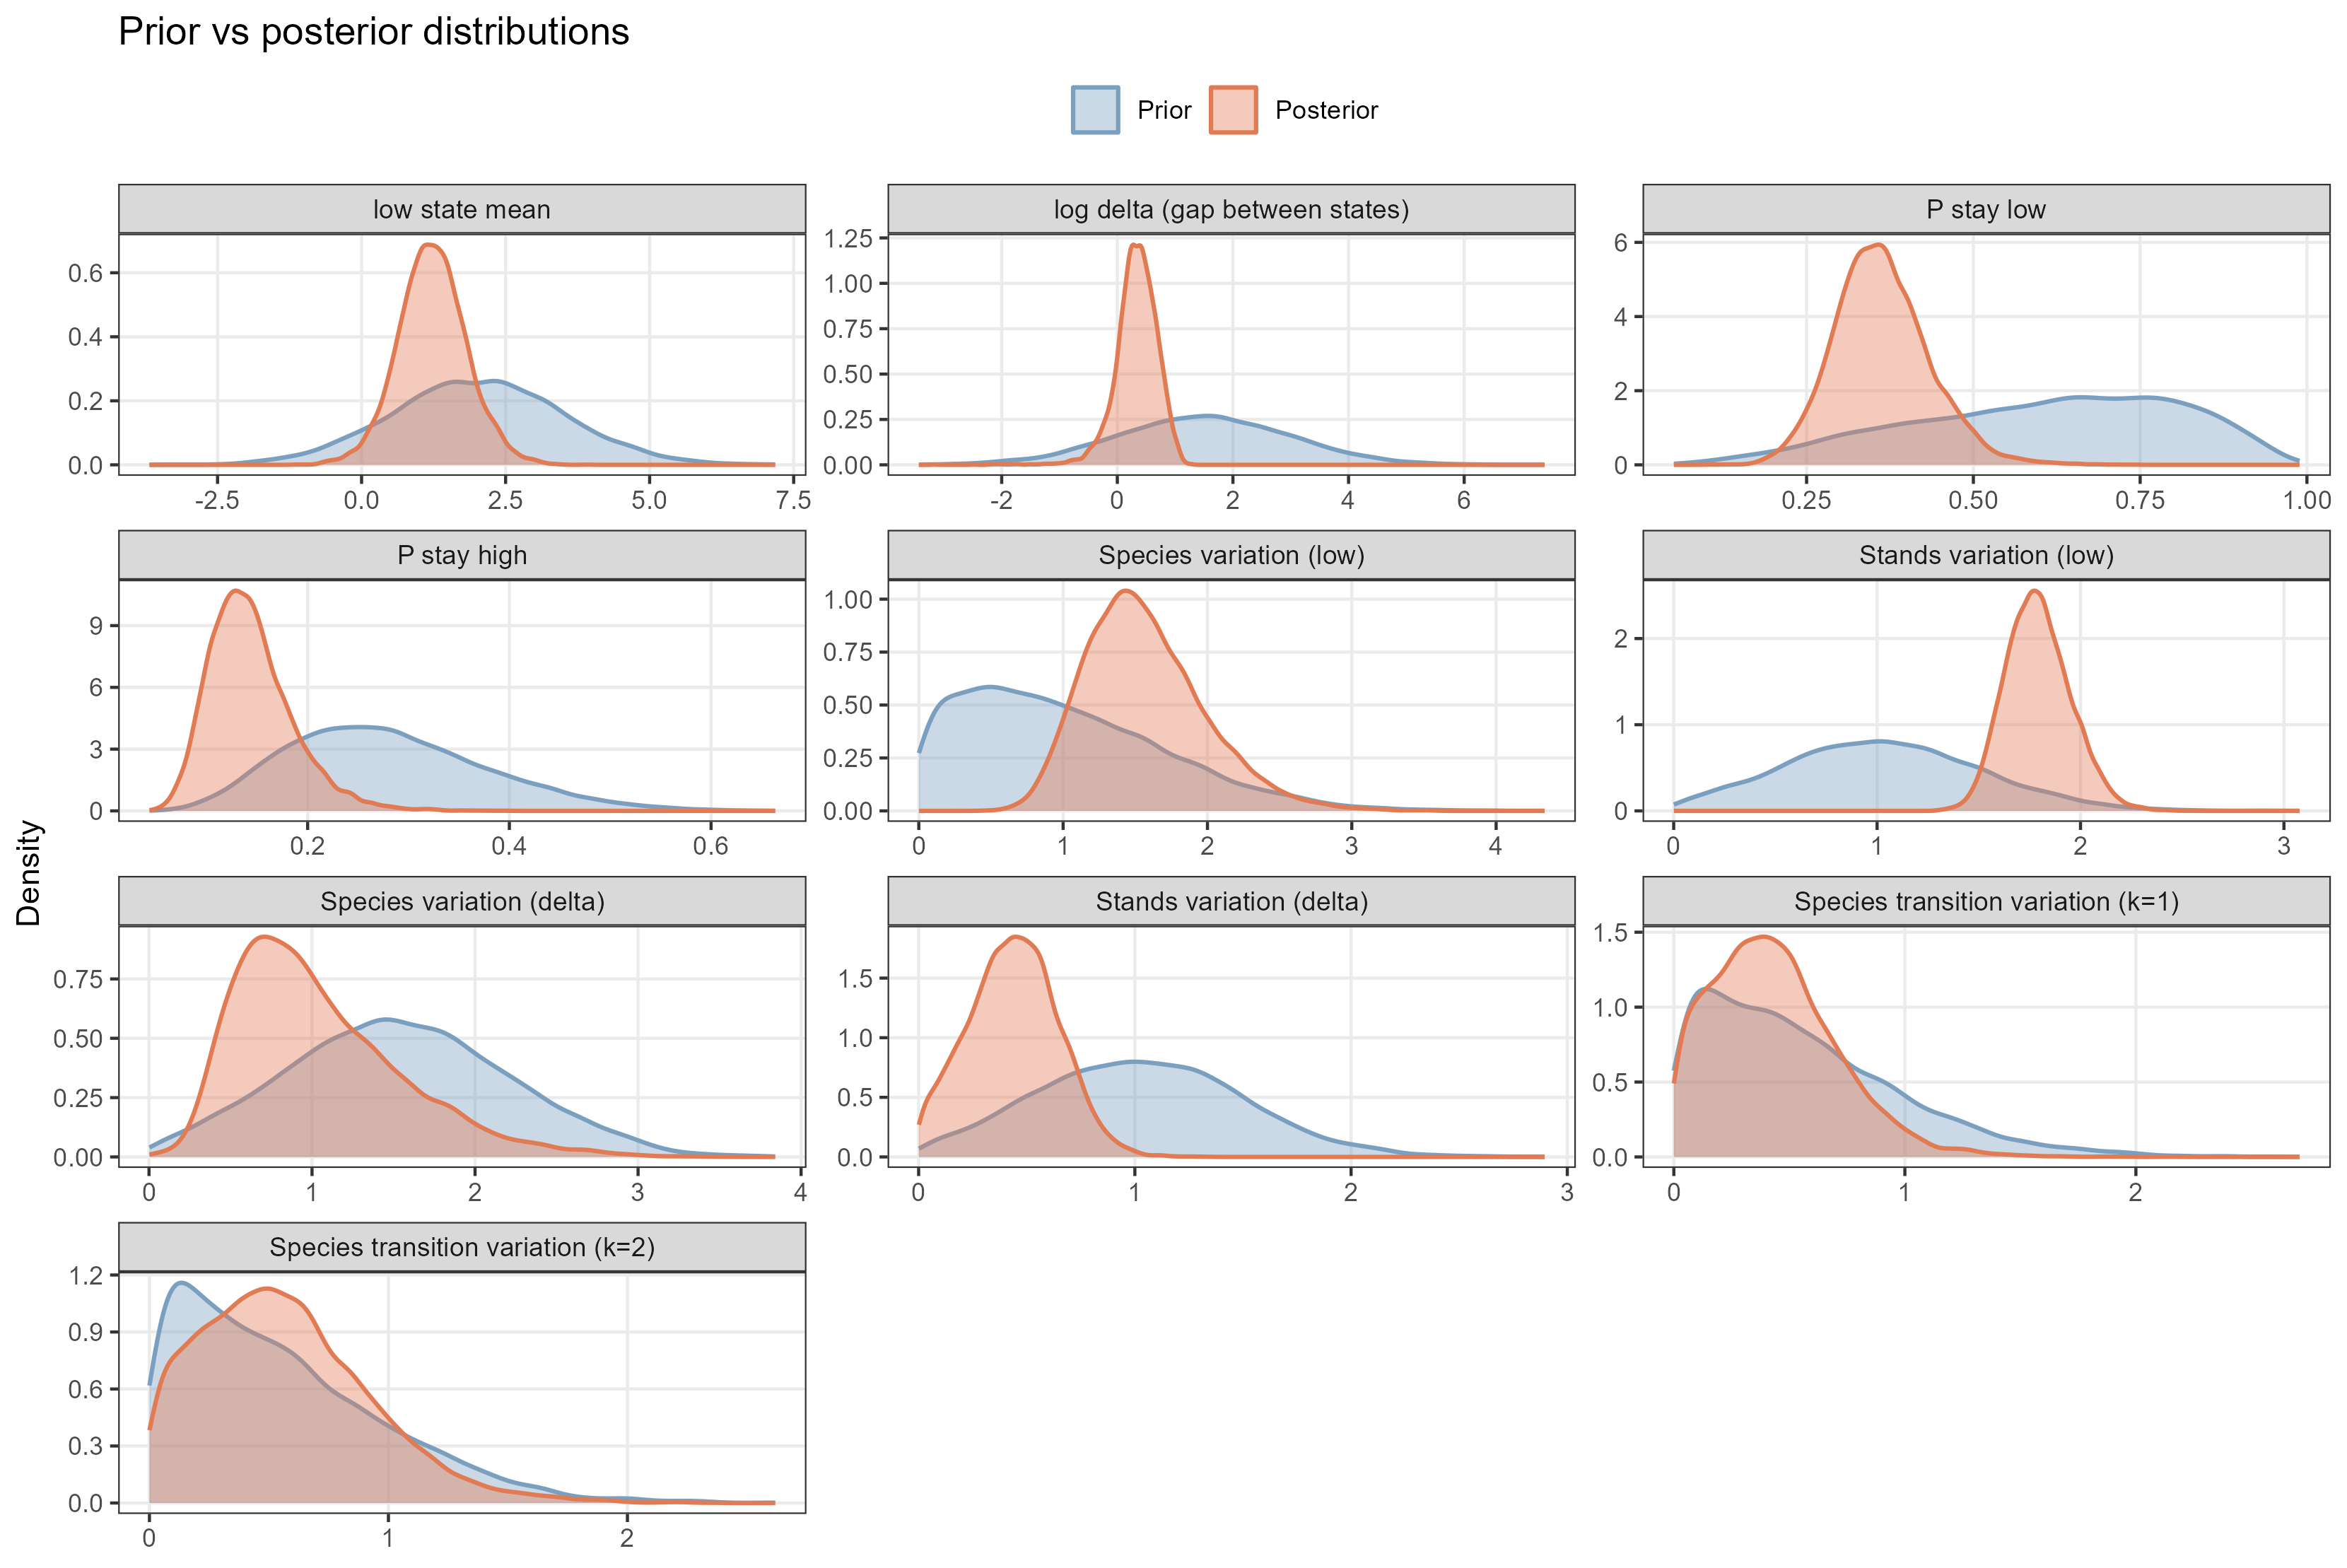 Prior vs posterior distributions
Prior Posterior
low state mean log delta (gap between states) P stay low
0.6 0.4 0.2 0.0
-2.5 0.0 2.5 5.0 7.5
1.25 1.00 0.75 0.50 0.25 0.00
-2 0 2 4 6
6 4 2 0
0.25 0.50 0.75 1.00
P stay high Species variation (low) Stands variation (low)
9 6 3 0
0.2 0.4 0.6
1.00 0.75 0.50 0.25 0.00
0 1 2 3 4
2 1 0
0 1 2 3
Density
Species variation (delta) Stands variation (delta) Species transition variation (k=1)
0.75 0.50 0.25 0.00
0 1 2 3 4
1.5 1.0 0.5 0.0
0 1 2 3
1.5 1.0 0.5 0.0
0 1 2
Species transition variation (k=2)
1.2 0.9 0.6 0.3 0.0
0 1 2